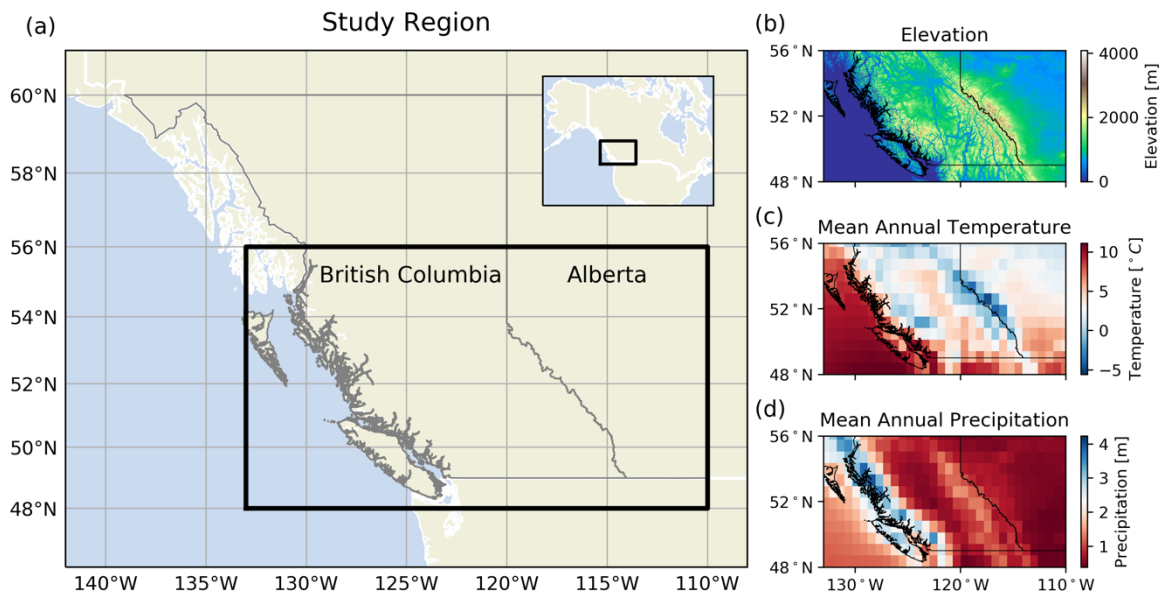 (a)
Study Region
60°N
58°N
56°N
54°N
52°N
50°N
48°N
140°W
135°W
130°W
125°W
120°W
115°W
110°W
British Columbia
Alberta
(b)
Elevation
56°N
52°N
48°N
4000
2000
0
Elevation [m]
(c)
Mean Annual Temperature
56°N
52°N
48°N
10
5
0
−5
Temperature [°C]
(d)
Mean Annual Precipitation
56°N
52°N
48°N
130°W
120°W
110°W
4
3
2
1
Precipitation [m]